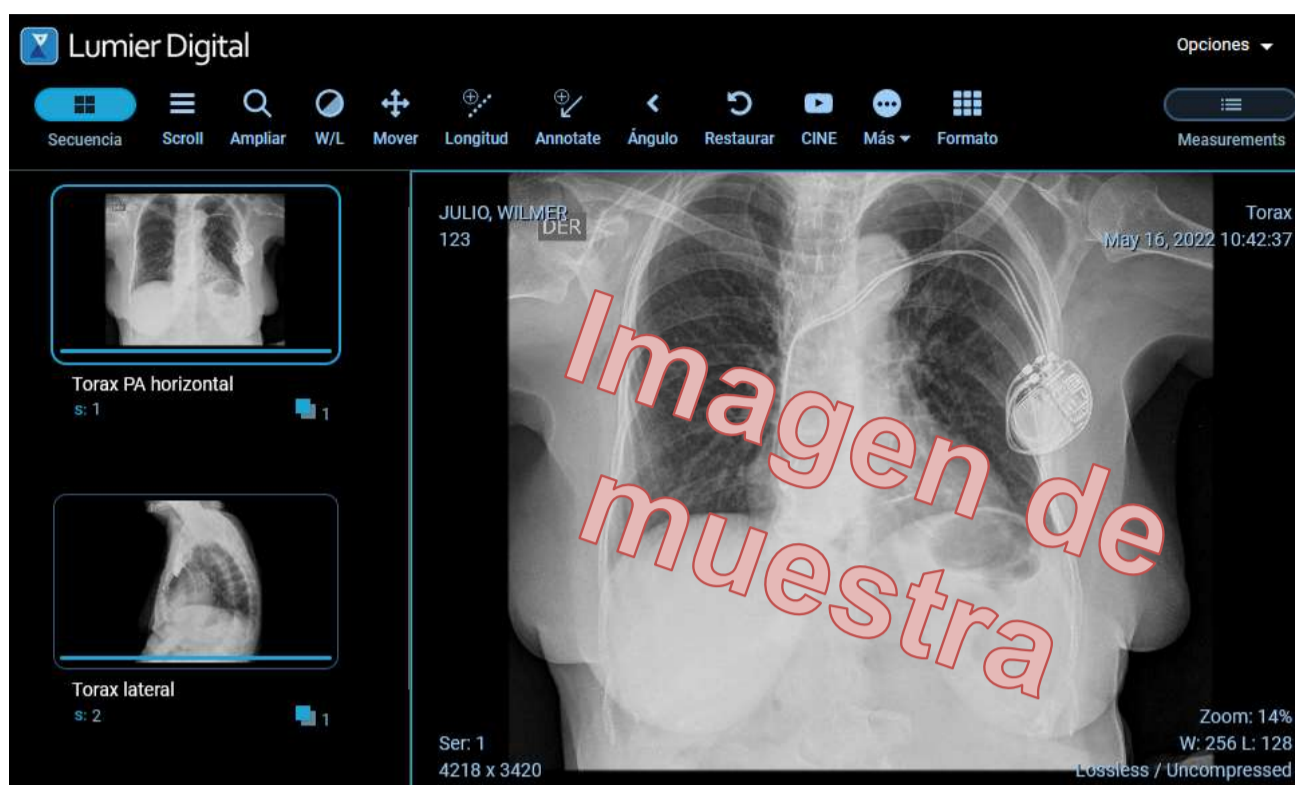 Lumier Digital
Opciones
Secuencia
Scroll
Ampliar
W/L
Mover
Longitud
Annotate
Ángulo
Restaurar
CINE
Más
Formato
Measurements
Torax PA horizontal
s: 1
1
Torax lateral
s: 2
1
JULIO, WILMER
123
DER
Torax
May 16, 2022 10:42:37
Imagen de
muestra
Ser: 1
4218 x 3420
Zoom: 14%
W: 256 L: 128
Lossless / Uncompressed